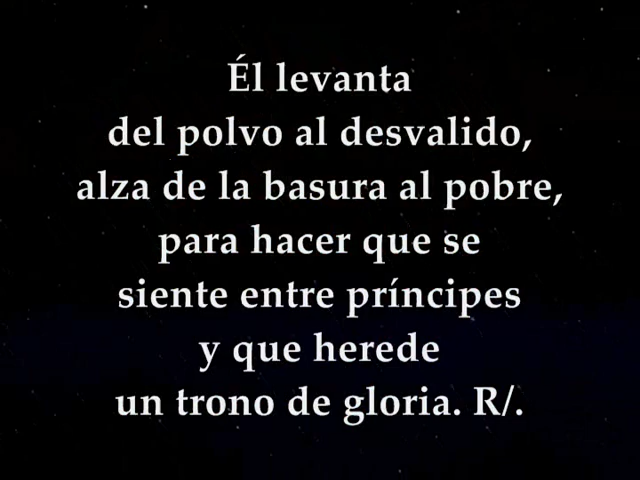 Él levanta
del polvo al desvalido,
alza de la basura al pobre,
para hacer que se
siente entre príncipes
y que herede
un trono de gloria. R/.